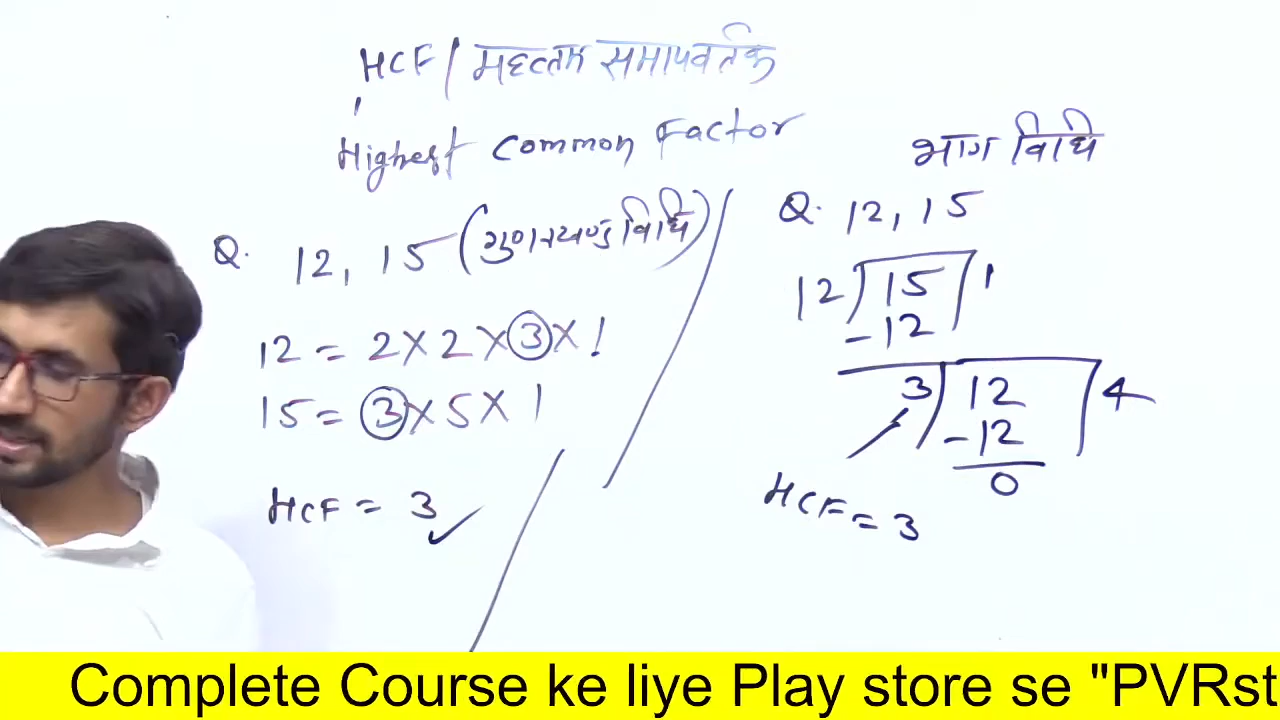 HCF / महत्तम समापवर्तक
Highest Common Factor
Q. 12, 15 (गुणनखण्ड विधि)
12 = 2 × 2 × 3 × 1
15 = 3 × 5 × 1
HCF = 3 ✓
भाग विधि
Q. 12, 15
12 ) 15 ( 1
- 12
3 ) 12 ( 4
- 12
0
HCF = 3
Complete Course ke liye Play store se "PVRst